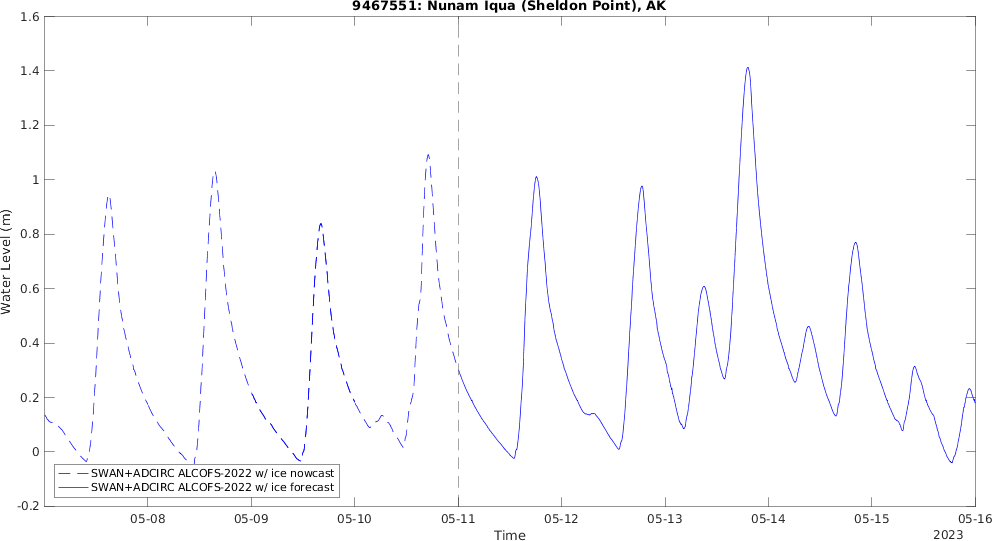 9467551: Nunam Iqua (Sheldon Point), AK
1.6
1.4
1.2
1
0.8
0.6
0.4
0.2
0
-0.2
Water Level (m)
SWAN+ADCIRC ALCOFS-2022 w/ ice nowcast
SWAN+ADCIRC ALCOFS-2022 w/ ice forecast
05-08 05-09 05-10 05-11 05-12 05-13 05-14 05-15 05-16
Time
2023